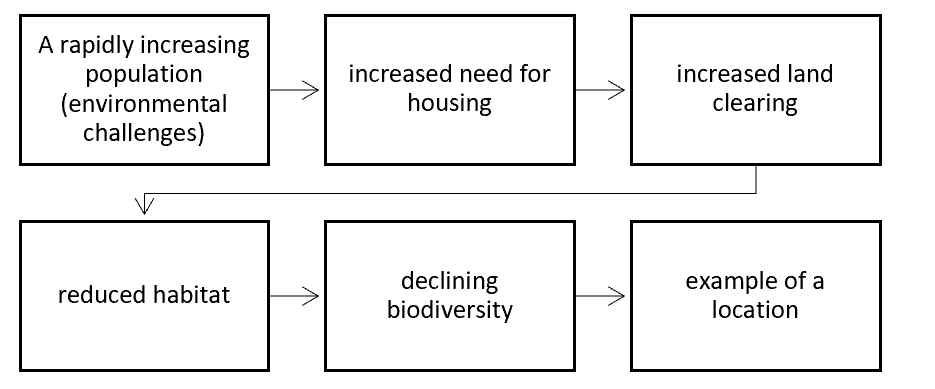 A rapidly increasing
population
(environmental
challenges)
increased need for
housing
increased land
clearing
reduced habitat
declining
biodiversity
example of a
location